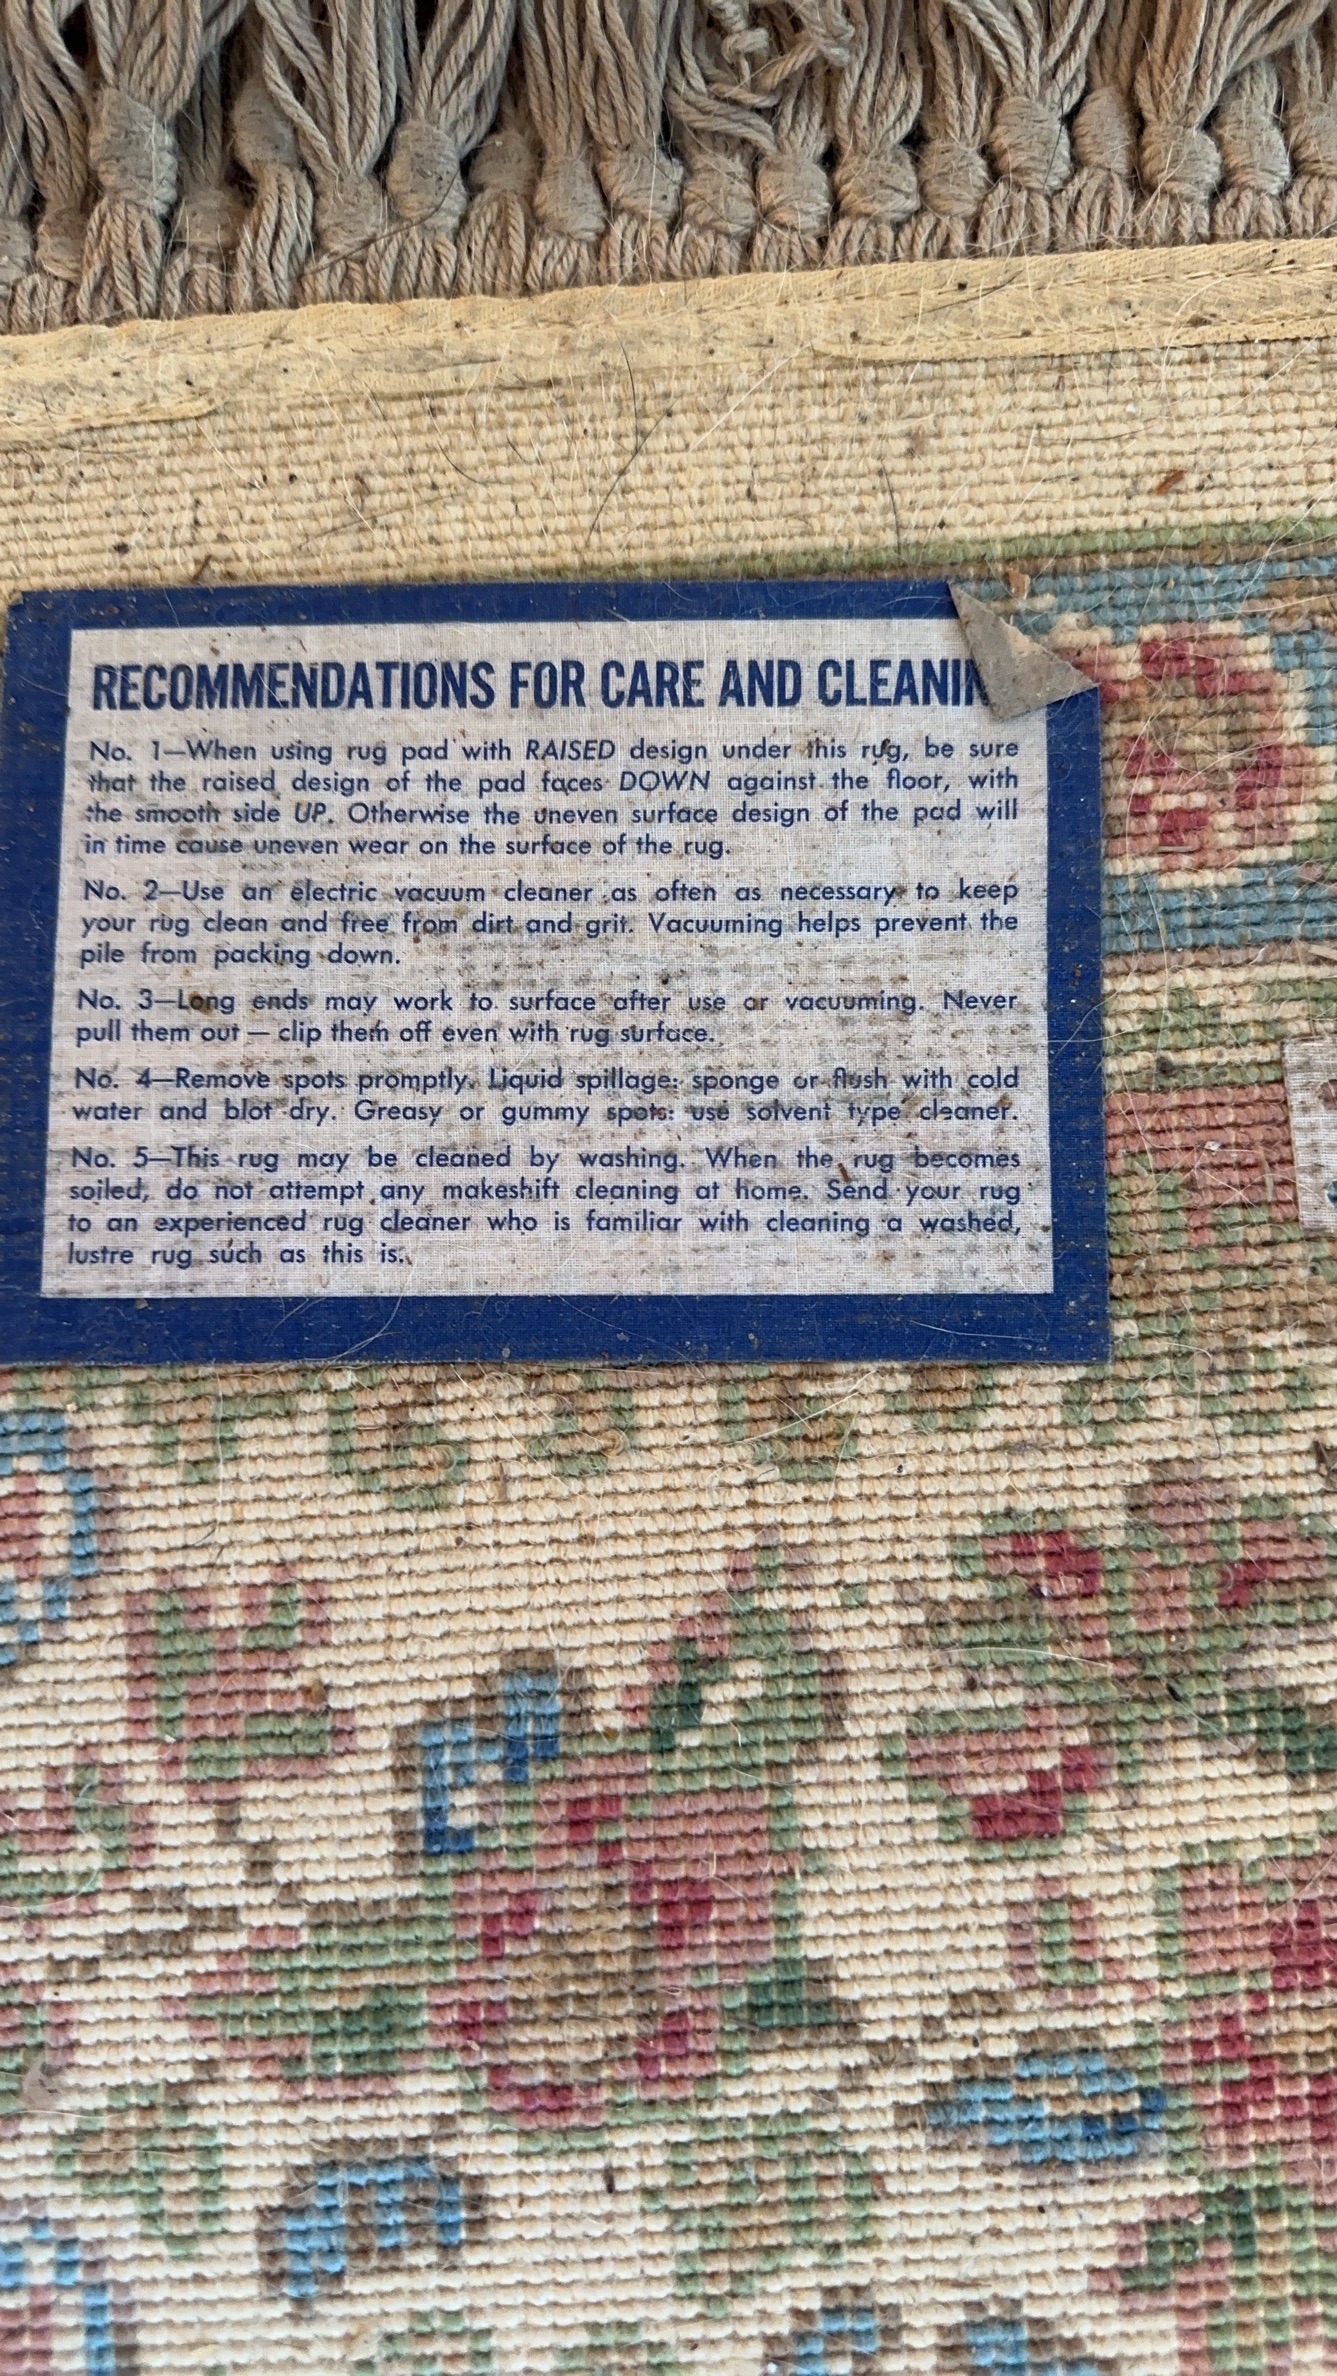 RECOMMENDATIONS FOR CARE AND CLEANIN
No. 1—When using rug pad with RAISED design under this rug, be sure
that the raised design of the pad faces DOWN against the floor, with
the smooth side UP. Otherwise the uneven surface design of the pad will
in time cause uneven wear on the surface of the rug.
No. 2—Use an electric vacuum cleaner as often as necessary to keep
your rug clean and free from dirt and grit. Vacuuming helps prevent the
pile from packing down.
No. 3—Long ends may work to surface after use or vacuuming. Never
pull them out — clip them off even with rug surface.
No. 4—Remove spots promptly. Liquid spillage: sponge or flush with cold
water and blot dry. Greasy or gummy spots: use solvent type cleaner.
No. 5—This rug may be cleaned by washing. When the rug becomes
soiled, do not attempt any makeshift cleaning at home. Send your rug
to an experienced rug cleaner who is familiar with cleaning a washed,
lustre rug such as this is.